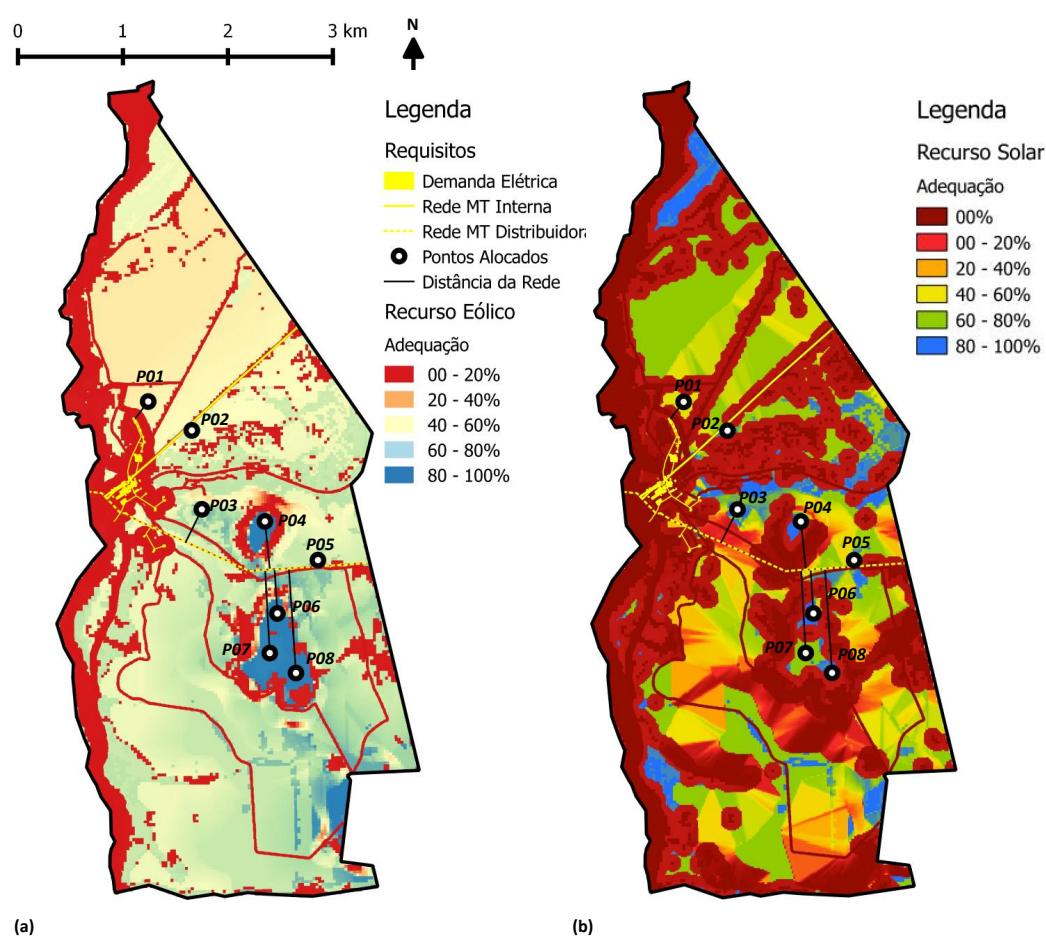 0 1 2 3 km
N
Legenda
Requisitos
Demanda Elétrica
Rede MT Interna
Rede MT Distribuidora
Pontos Alocados
Distância da Rede
Recurso Eólico
Adequação
00 - 20%
20 - 40%
40 - 60%
60 - 80%
80 - 100%
P01
P02
P03
P04
P05
P06
P07
P08
(a)
Legenda
Recurso Solar
Adequação
00%
00 - 20%
20 - 40%
40 - 60%
60 - 80%
80 - 100%
P01
P02
P03
P04
P05
P06
P07
P08
(b)